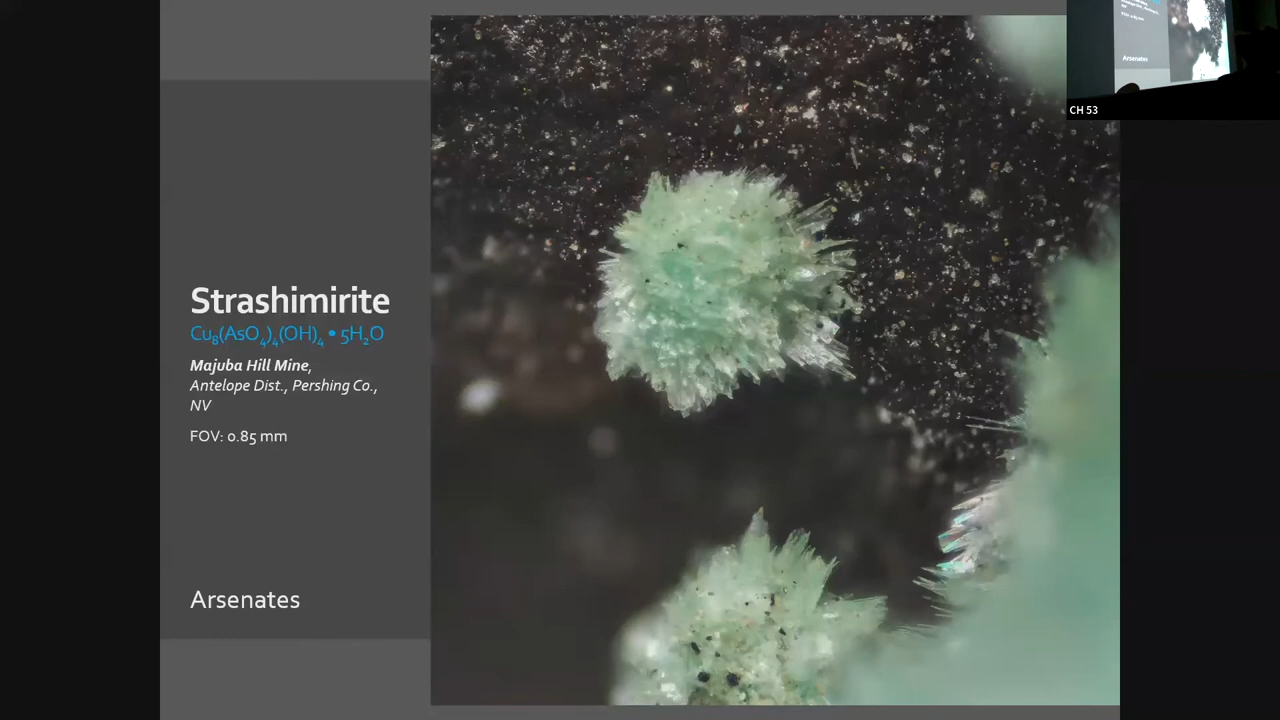 Strashimirite
Cu₈(AsO₄)₄(OH)₄ • 5H₂O
Majuba Hill Mine,
Antelope Dist., Pershing Co.,
NV
FOV: 0.85 mm
Arsenates
CH 53
Arsenates